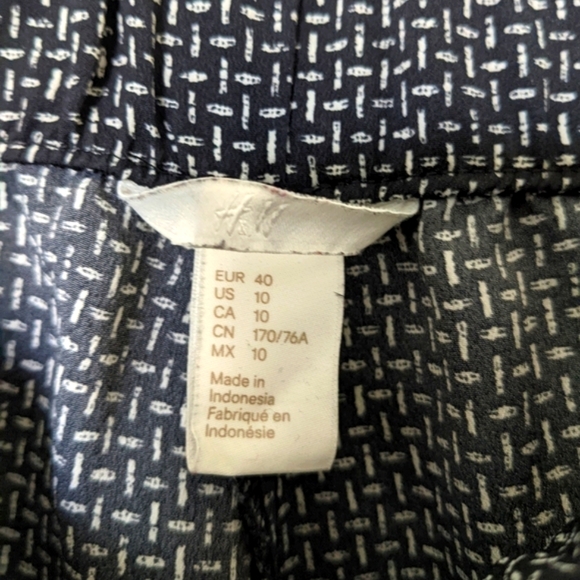 H&M
EUR 40
US 10
CA 10
CN 170/76A
MX 10
Made in
Indonesia
Fabriqué en
Indonésie